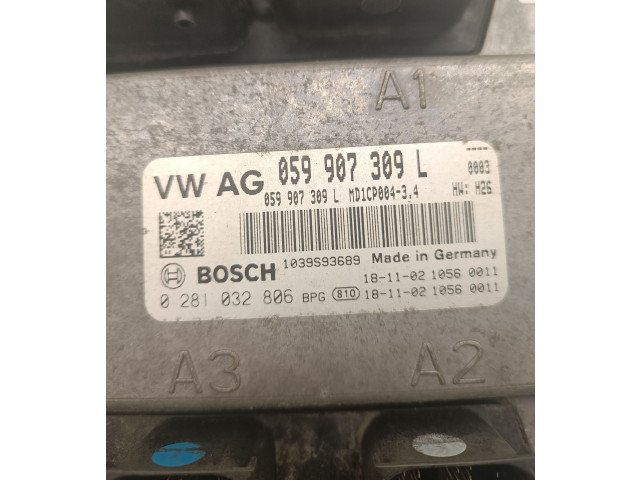 A1
VW AG 059 907 309 L ---- 0003
059 907 309 L MD1CP004-3.4 HW: H26
BOSCH 1039S93689 Made in Germany
18-11-02 1056 0011
0 281 032 806 BPG 810 18-11-02 1056 0011
A3 A2